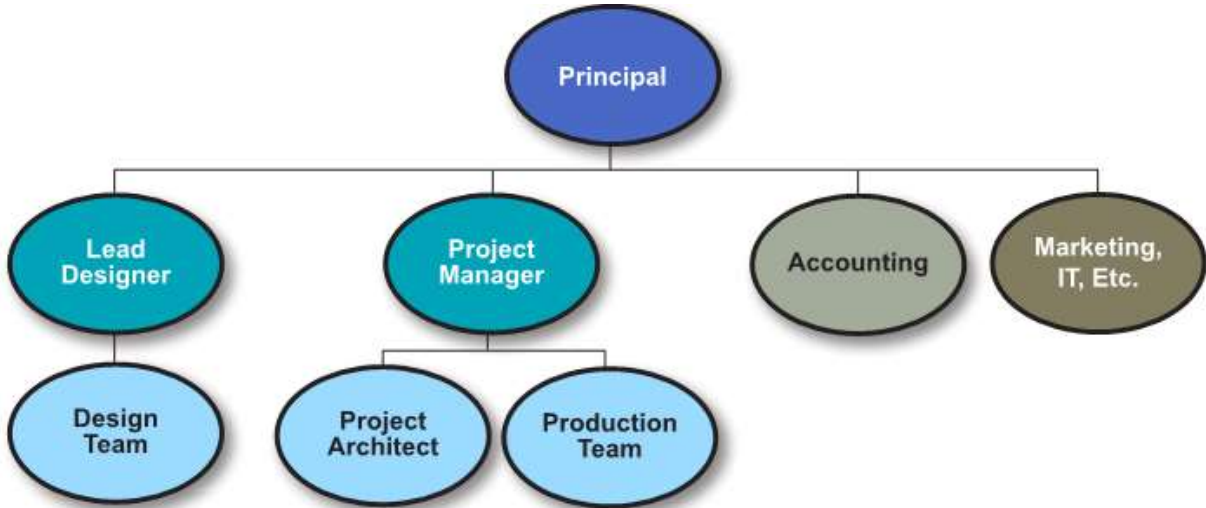 Principal
Lead
Designer
Project
Manager
Accounting
Marketing,
IT, Etc.
Design
Team
Project
Architect
Production
Team